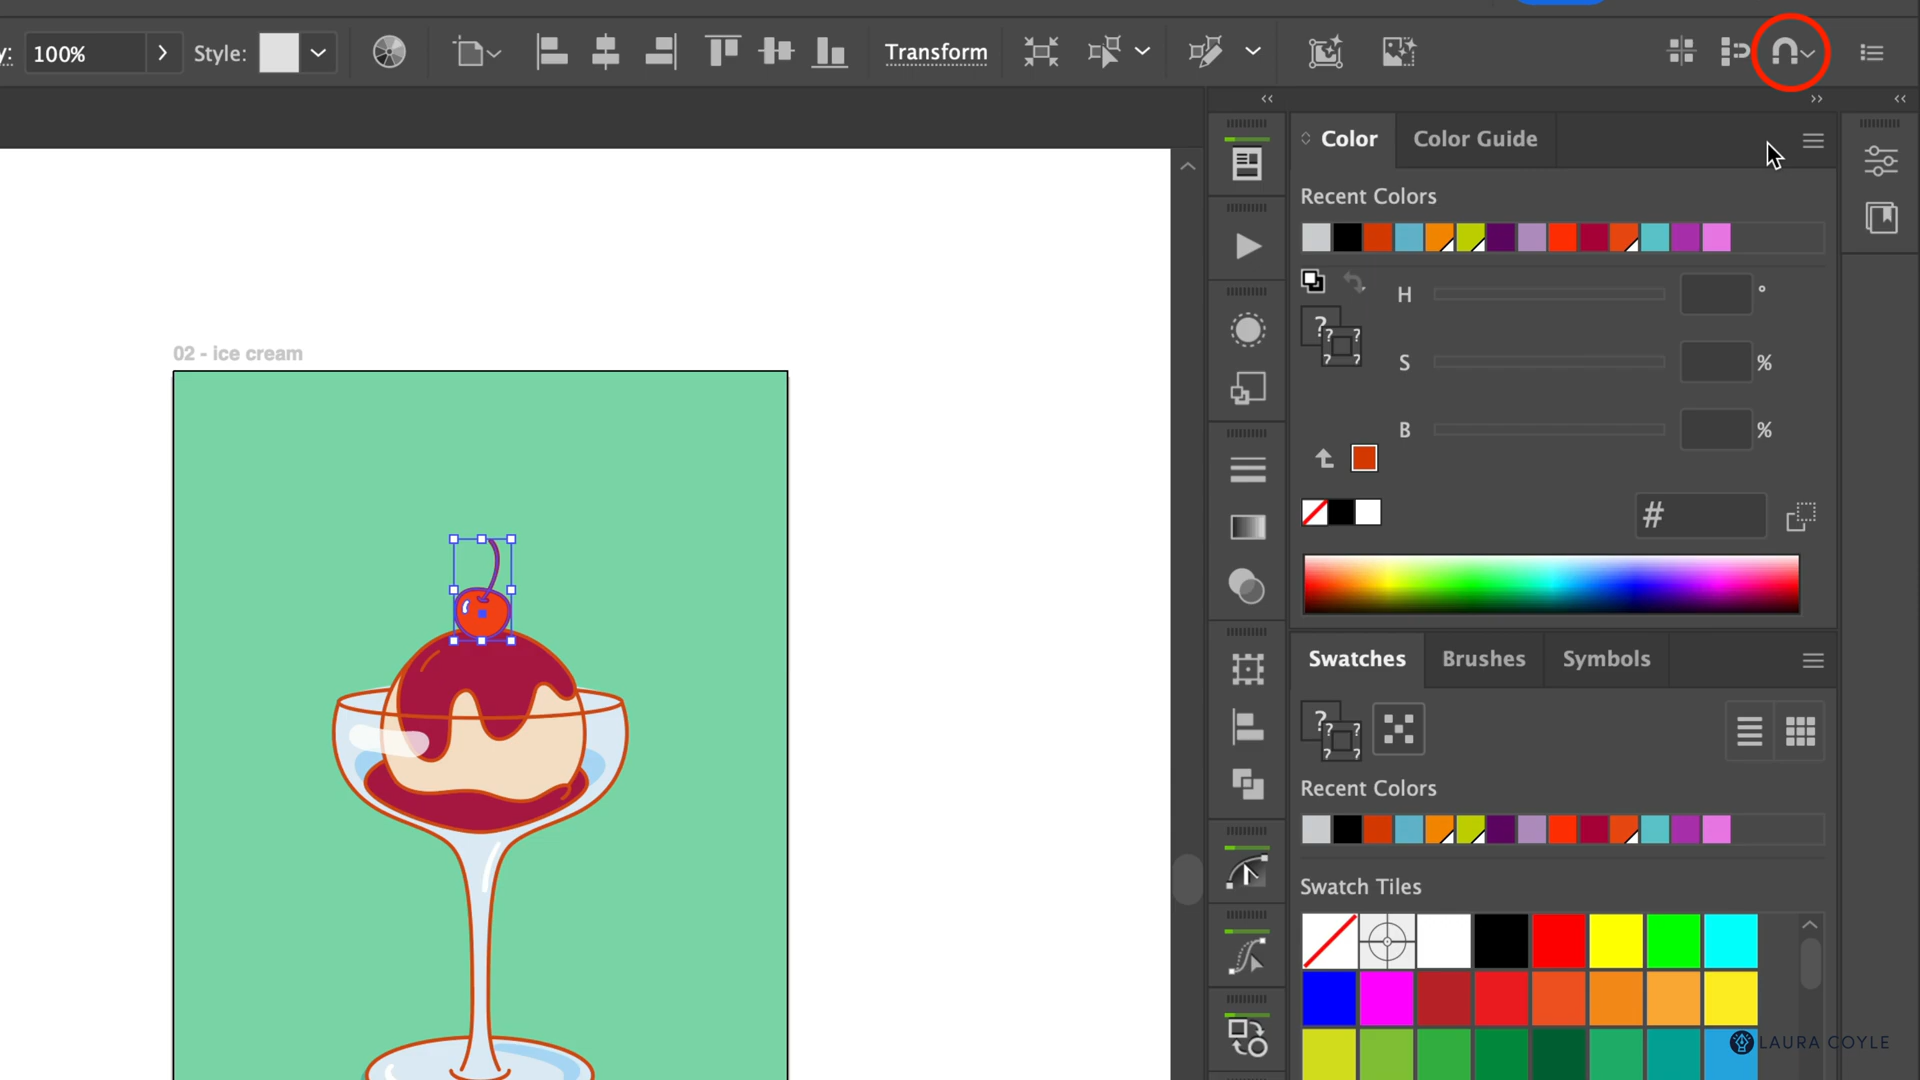 y: 100% Style: Transform
Color Color Guide
Recent Colors
H °
S %
B %
#
02 - ice cream
Swatches Brushes Symbols
Recent Colors
Swatch Tiles
LAURA COYLE